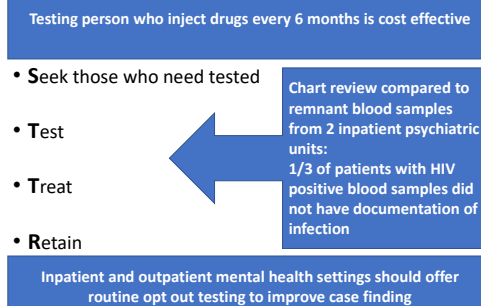 Testing person who inject drugs every 6 months is cost effective
• Seek those who need tested
• Test
• Treat
• Retain
Chart review compared to
remnant blood samples
from 2 inpatient psychiatric
units:
1/3 of patients with HIV
positive blood samples did
not have documentation of
infection
Inpatient and outpatient mental health settings should offer
routine opt out testing to improve case finding